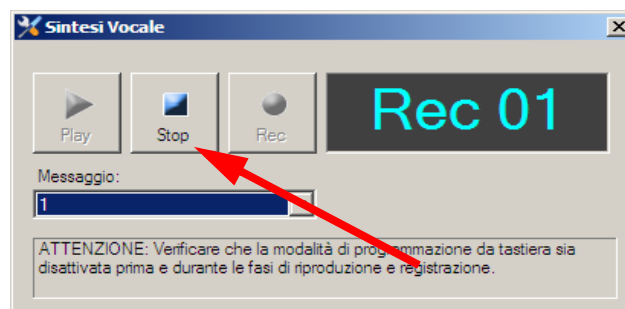 Sintesi Vocale
Play
Stop
Rec
Rec 01
Messaggio:
1
ATTENZIONE: Verificare che la modalità di programmazione da tastiera sia
disattivata prima e durante le fasi di riproduzione e registrazione.